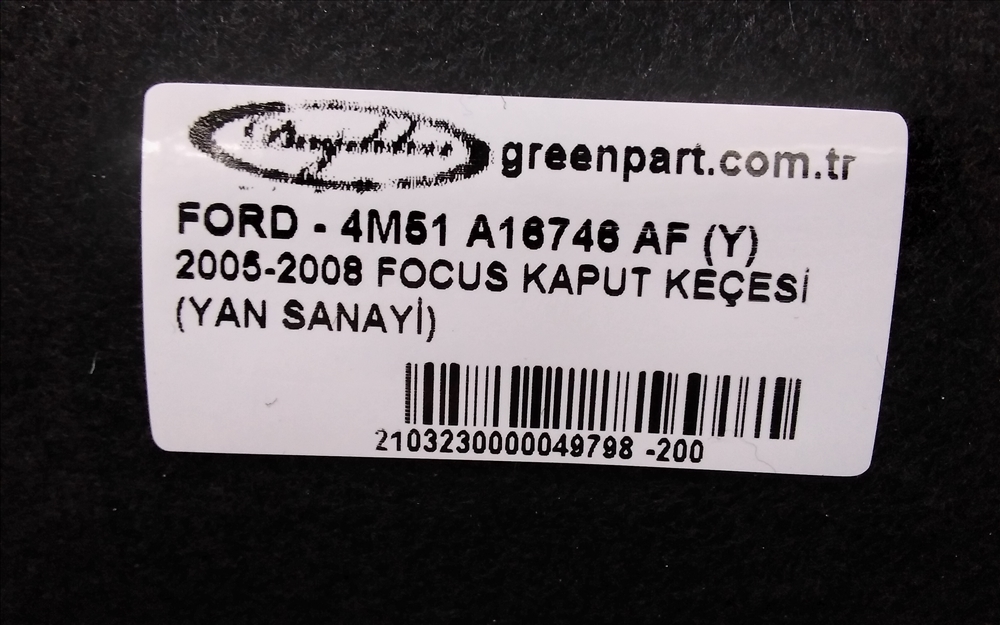 greenpart.com.tr
FORD - 4M51 A16746 AF (Y)
2005-2008 FOCUS KAPUT KEÇESİ
(YAN SANAYİ)
2103230000049798 -200